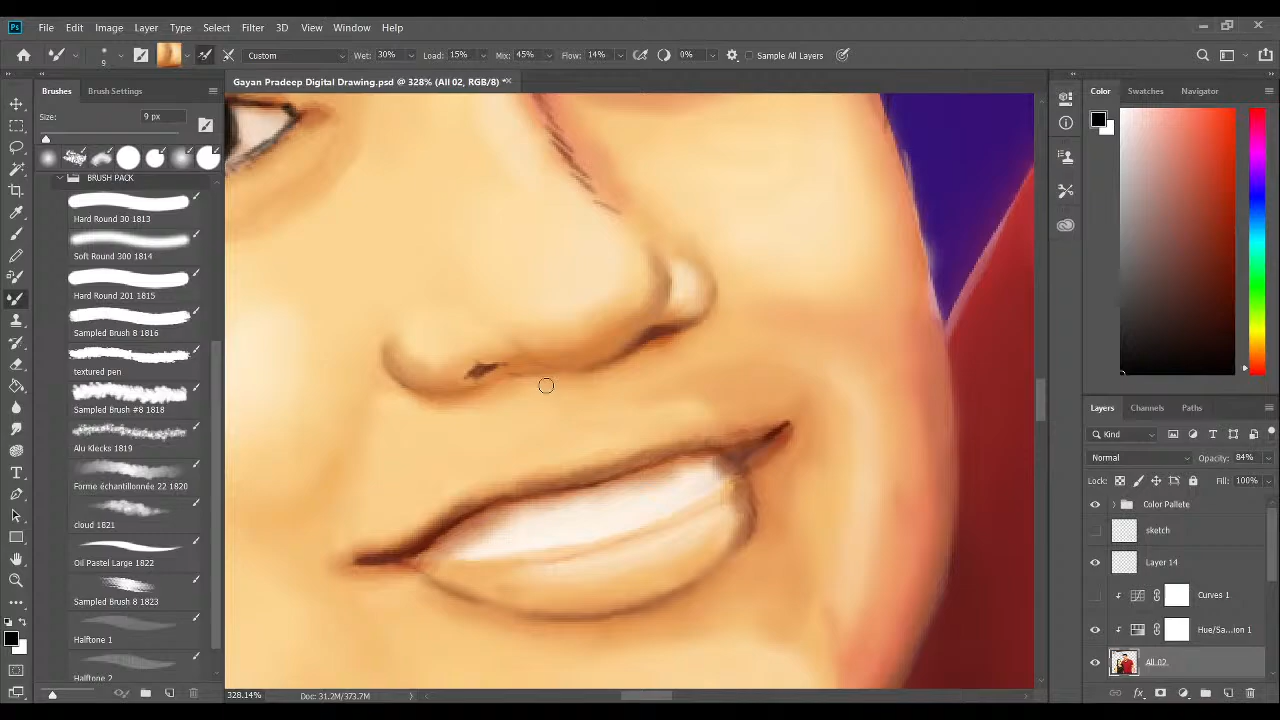 Ps File Edit Image Layer Type Select Filter 3D View Window Help
9 Custom Wet: 30% Load: 15% Mix: 45% Flow: 14% 0% Sample All Layers
Brushes Brush Settings
Gayan Pradeep Digital Drawing.psd @ 328% (All 02, RGB/8) *
Color Swatches Navigator
Size: 9 px
BRUSH PACK
Hard Round 30 1813
Soft Round 300 1814
Hard Round 201 1815
Sampled Brush 8 1816
textured pen
Sampled Brush #8 1818
Alu Klecks 1819
Forme échantillonnée 22 1820
cloud 1821
Oil Pastel Large 1822
Sampled Brush 8 1823
Halftone 1
Halftone 2
Layers Channels Paths
Kind
Normal Opacity: 84%
Lock: Fill: 100%
Color Pallete
sketch
Layer 14
Curves 1
Hue/Sa...ion 1
All 02
fx
328.14% Doc: 31.2M/373.7M